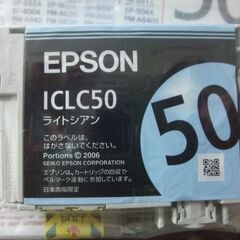 EPSON
ICLC50
ライトシアン
50
このラベルは、
はがさないでください。
Portions © 2006
SEIKO EPSON CORPORATION
エプソンは、カートリッジの回収で
ベルマーク運動に参加しています。
日本市場限定